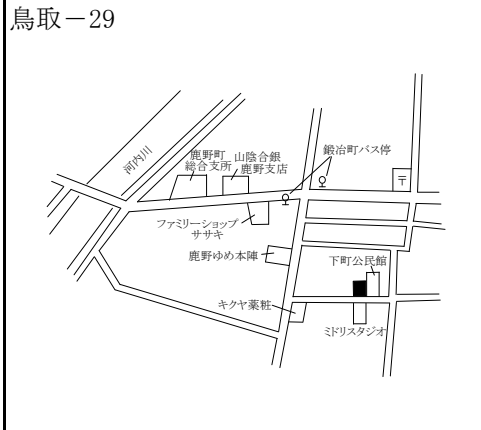 鳥取－29
河内川
鹿野町
総合支所
山陰合銀
鹿野支店
鍛冶町バス停
〒
ファミリーショップ
ササキ
鹿野ゆめ本陣
下町公民館
キクヤ薬粧
ミドリスタジオ